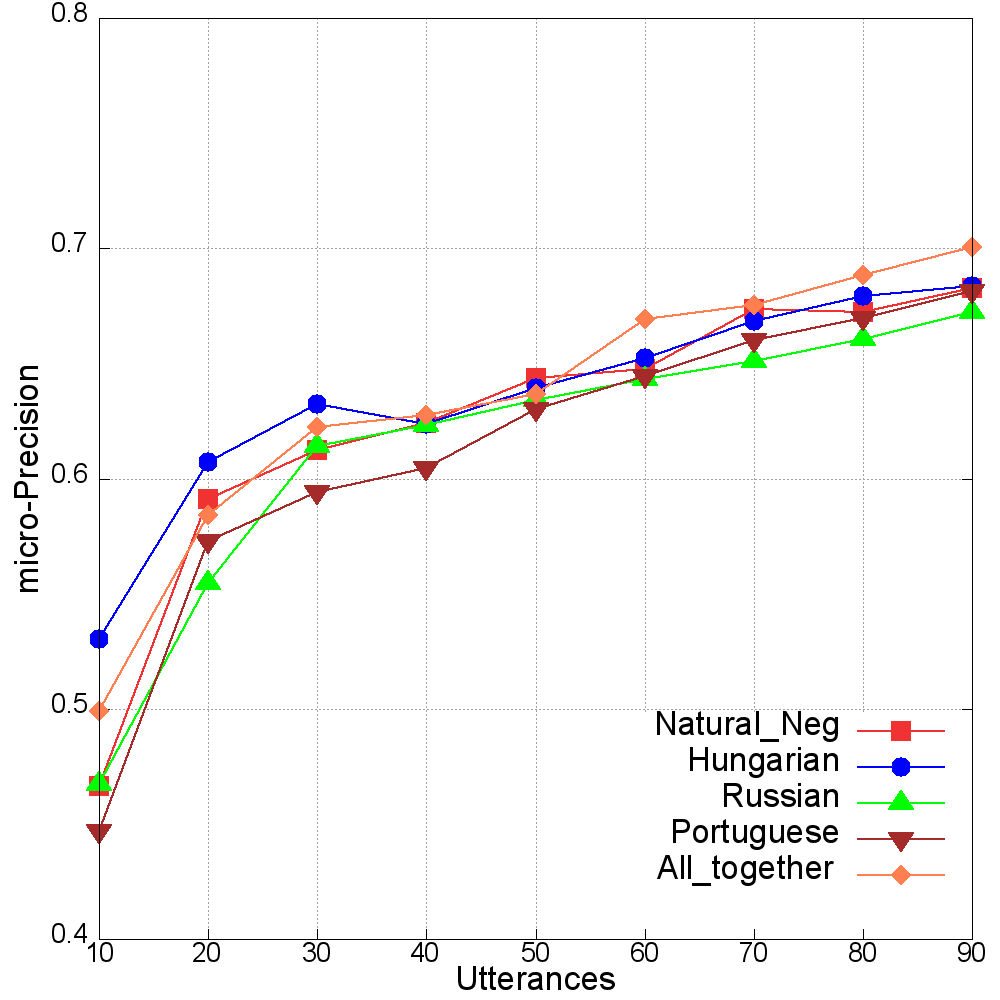 0.8
0.7
0.6
0.5
0.4
micro-Precision
10 20 30 40 50 60 70 80 90
Utterances
Natural_Neg
Hungarian
Russian
Portuguese
All_together